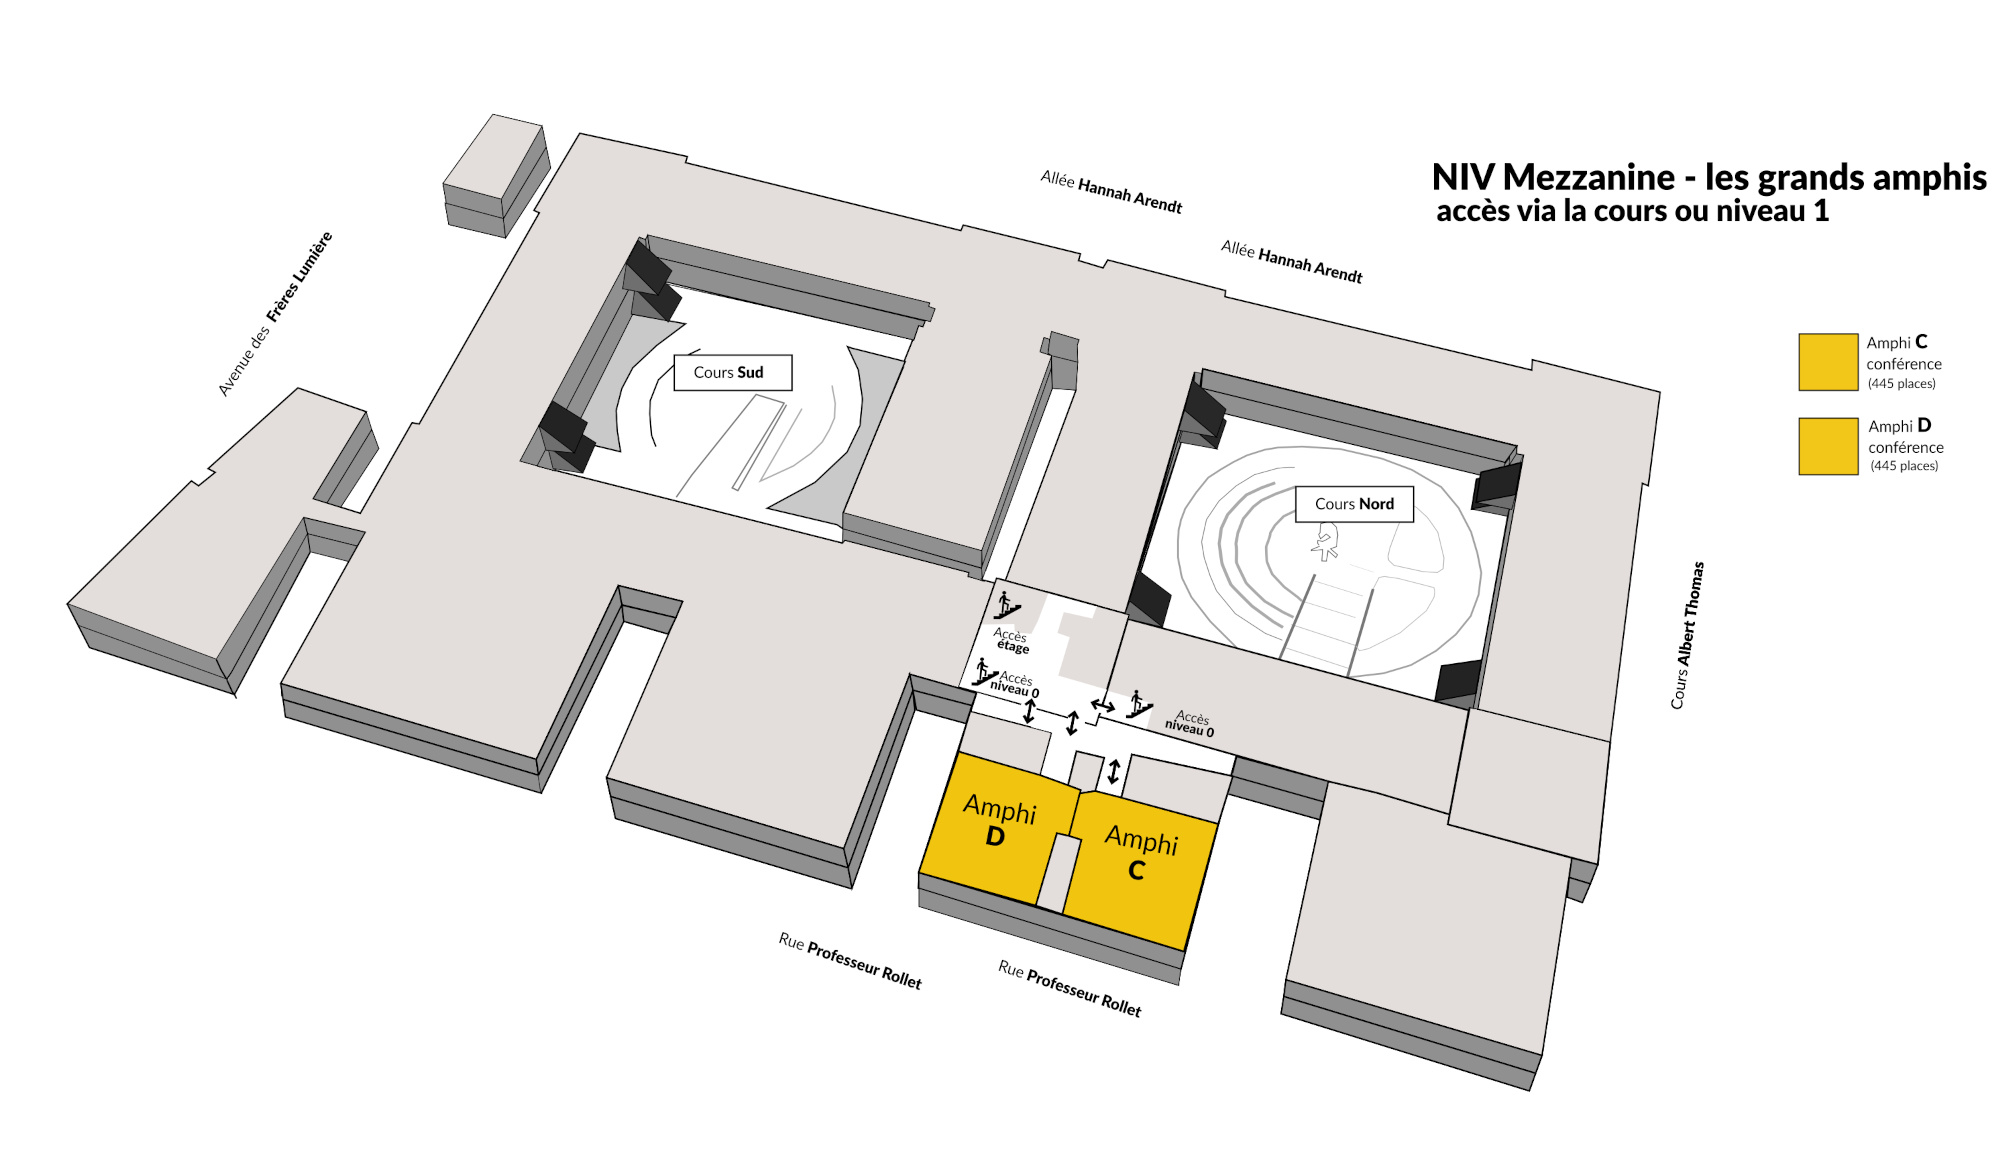 NIV Mezzanine - les grands amphis
accès via la cours ou niveau 1
Allée Hannah Arendt
Allée Hannah Arendt
Avenue des Frères Lumière
Amphi C
conférence
(445 places)
Amphi D
conférence
(445 places)
Cours Sud
Cours Nord
Cours Albert Thomas
Accès
étage
Accès
niveau 0
Accès
niveau 0
Amphi
D
Amphi
C
Rue Professeur Rollet
Rue Professeur Rollet